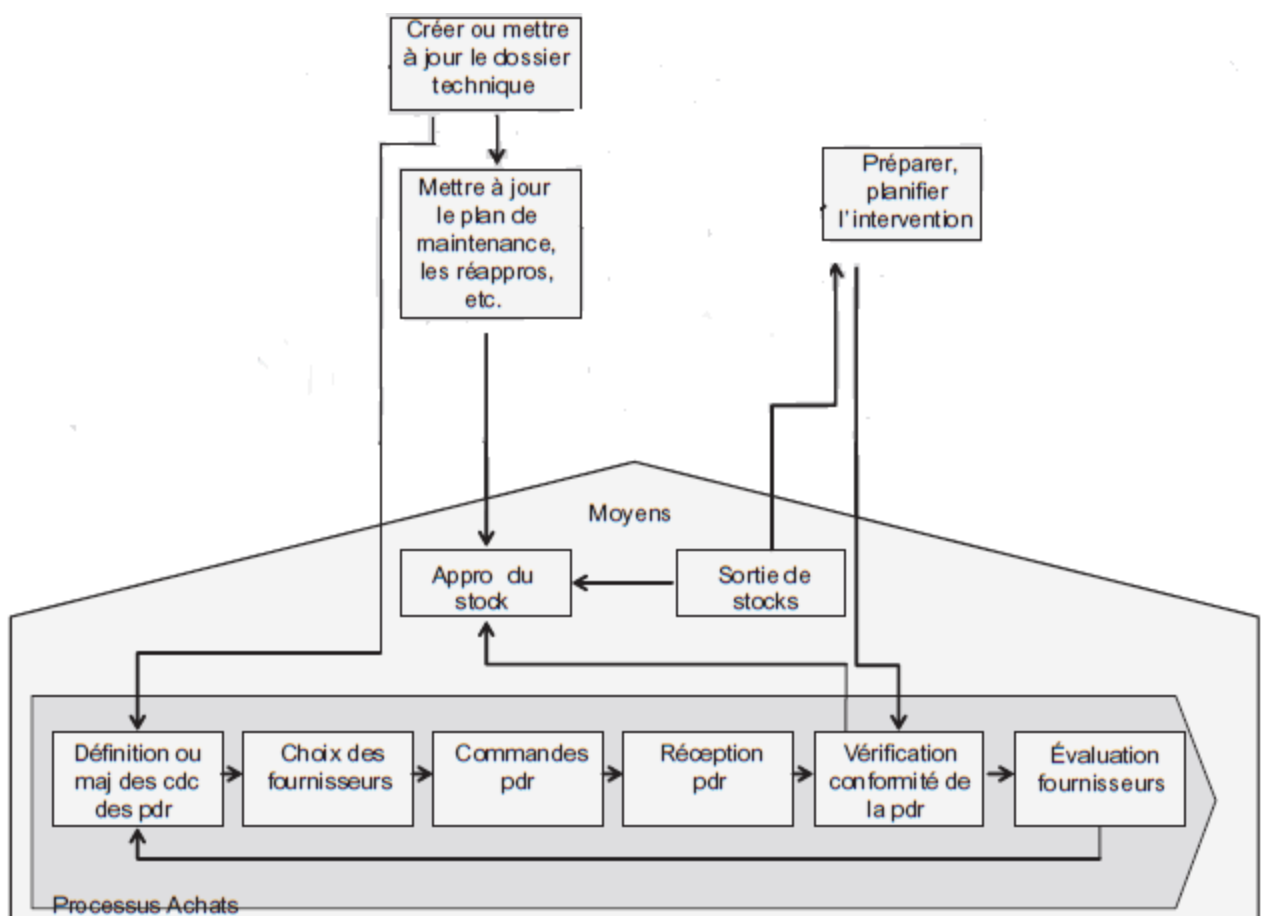 Créer ou mettre
à jour le dossier
technique
Mettre à jour
le plan de
maintenance,
les réappros,
etc.
Préparer,
planifier
l'intervention
Moyens
Appro du
stock
Sortie de
stocks
Définition ou
maj des cdc
des pdr
Choix des
fournisseurs
Commandes
pdr
Réception
pdr
Vérification
conformité de
la pdr
Évaluation
fournisseurs
Processus Achats